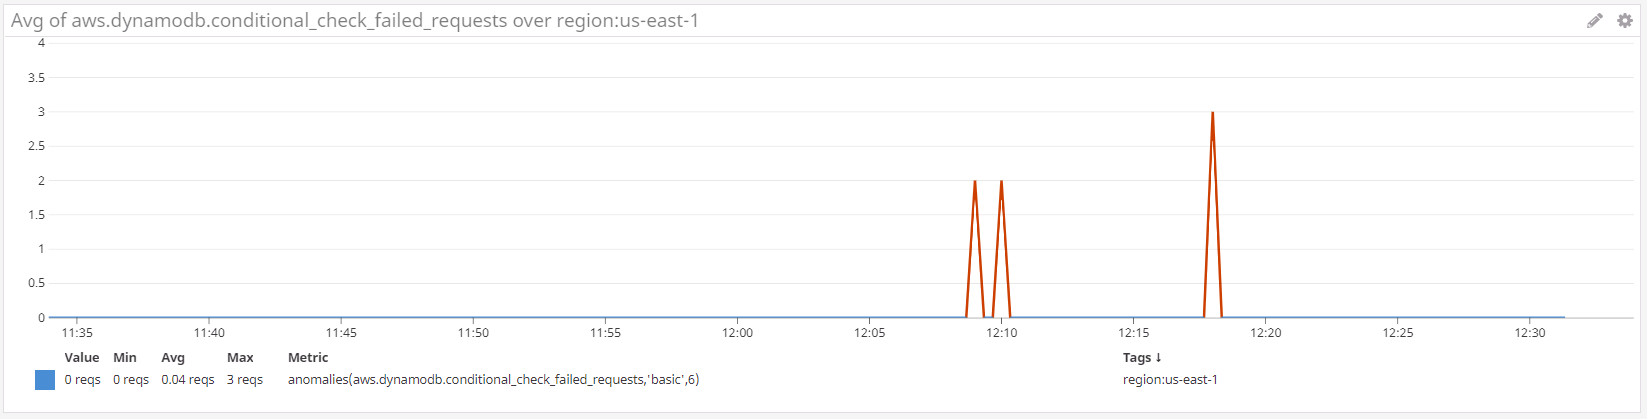 Avg of aws.dynamodb.conditional_check_failed_requests over region:us-east-1
4
3.5
3
2.5
2
1.5
1
0.5
0
11:35 11:40 11:45 11:50 11:55 12:00 12:05 12:10 12:15 12:20 12:25 12:30
Value Min Avg Max Metric Tags ↓
0 reqs 0 reqs 0.04 reqs 3 reqs anomalies(aws.dynamodb.conditional_check_failed_requests,'basic',6) region:us-east-1